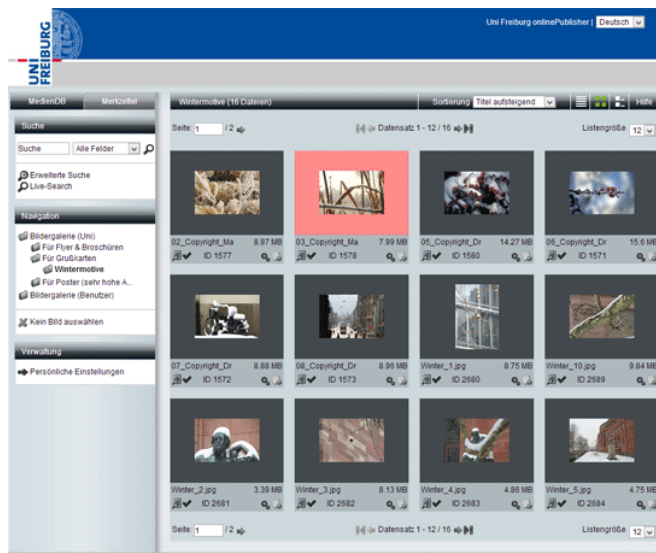 UNI
FREIBURG
Uni Freiburg onlinePublisher | Deutsch
MedienDB Merkzettel
Suche
Suche Alle Felder
Erweiterte Suche
Live-Search
Navigation
Bildergalerie (Uni)
Für Flyer & Broschüren
Für Grußkarten
Wintermotive
Für Poster (sehr hohe A...
Bildergalerie (Benutzer)
Kein Bild auswählen
Verwaltung
Persönliche Einstellungen
Wintermotive (16 Dateien) Sortierung Titel aufsteigend Hilfe
Seite: 1 / 2 Datensatz 1 - 12 / 16 Listengröße 12
02_Copyright_Ma 8.97 MB 03_Copyright_Ma 7.99 MB 05_Copyright_Dr 14.27 MB 06_Copyright_Dr 15.6 MB
ID 1577 ID 1578 ID 1580 ID 1571
07_Copyright_Dr 8.88 MB 08_Copyright_Dr 8.95 MB Winter_1.jpg 8.75 MB Winter_10.jpg 9.84 MB
ID 1572 ID 1573 ID 2680 ID 2689
Winter_2.jpg 3.39 MB Winter_3.jpg 8.13 MB Winter_4.jpg 4.86 MB Winter_5.jpg 4.75 MB
ID 2681 ID 2682 ID 2683 ID 2684
Seite: 1 / 2 Datensatz 1 - 12 / 16 Listengröße 12